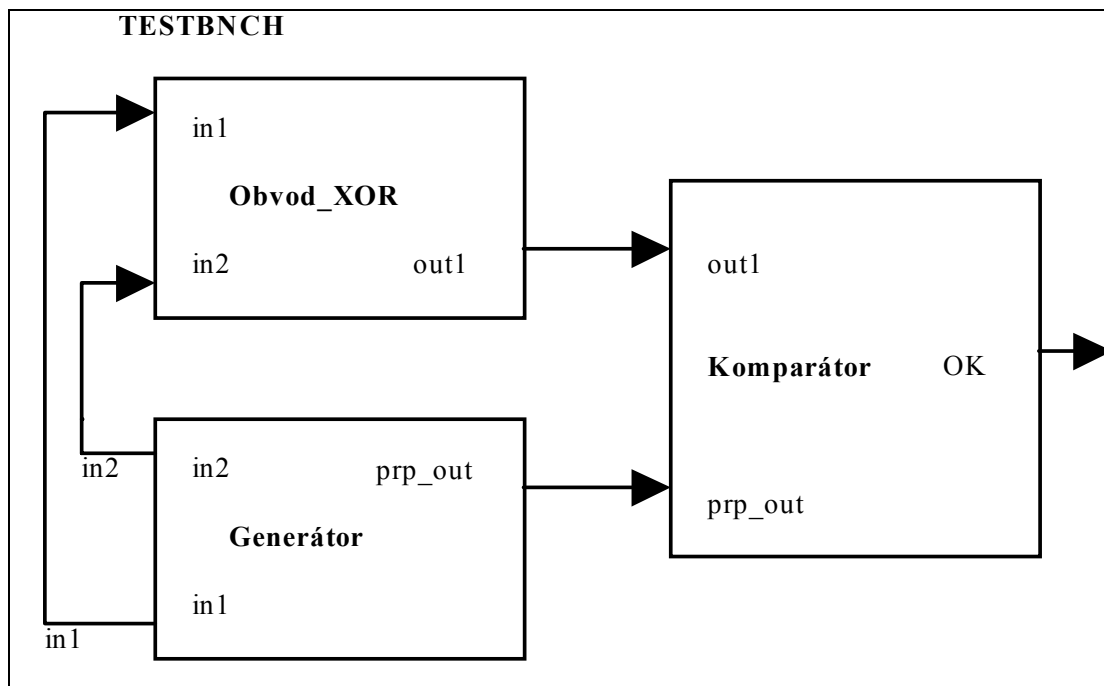 TESTBNCH
in1
Obvod_XOR
in2 out1
out1
Komparátor OK
prp_out
in2
in2 prp_out
Generátor
in1
in1